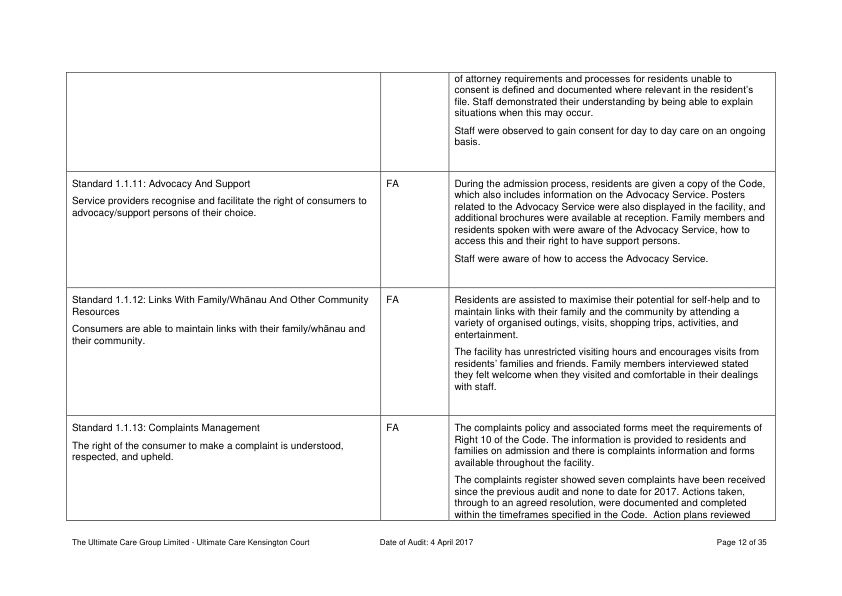 of attorney requirements and processes for residents unable to
consent is defined and documented where relevant in the resident’s
file. Staff demonstrated their understanding by being able to explain
situations when this may occur.
Staff were observed to gain consent for day to day care on an ongoing
basis.
Standard 1.1.11: Advocacy And Support
Service providers recognise and facilitate the right of consumers to
advocacy/support persons of their choice.
FA
During the admission process, residents are given a copy of the Code,
which also includes information on the Advocacy Service. Posters
related to the Advocacy Service were also displayed in the facility, and
additional brochures were available at reception. Family members and
residents spoken with were aware of the Advocacy Service, how to
access this and their right to have support persons.
Staff were aware of how to access the Advocacy Service.
Standard 1.1.12: Links With Family/Whānau And Other Community
Resources
Consumers are able to maintain links with their family/whānau and
their community.
FA
Residents are assisted to maximise their potential for self-help and to
maintain links with their family and the community by attending a
variety of organised outings, visits, shopping trips, activities, and
entertainment.
The facility has unrestricted visiting hours and encourages visits from
residents’ families and friends. Family members interviewed stated
they felt welcome when they visited and comfortable in their dealings
with staff.
Standard 1.1.13: Complaints Management
The right of the consumer to make a complaint is understood,
respected, and upheld.
FA
The complaints policy and associated forms meet the requirements of
Right 10 of the Code. The information is provided to residents and
families on admission and there is complaints information and forms
available throughout the facility.
The complaints register showed seven complaints have been received
since the previous audit and none to date for 2017. Actions taken,
through to an agreed resolution, were documented and completed
within the timeframes specified in the Code.  Action plans reviewed
The Ultimate Care Group Limited - Ultimate Care Kensington Court
Date of Audit: 4 April 2017
Page 12 of 35